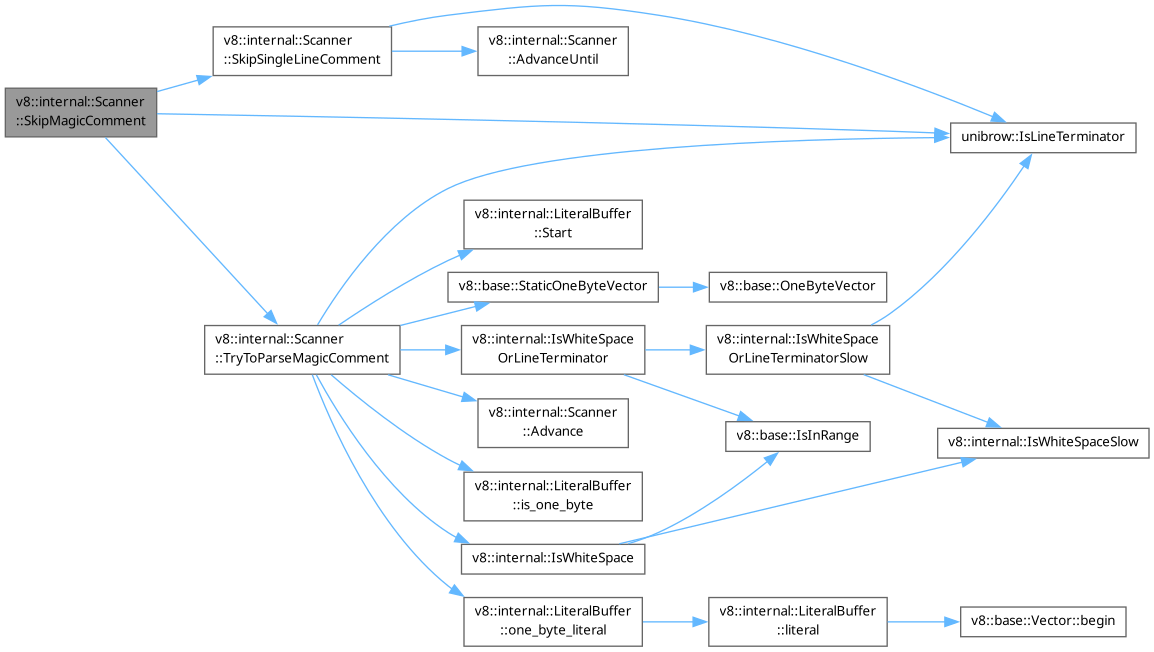 v8::internal::Scanner
::SkipMagicComment
v8::internal::Scanner
::SkipSingleLineComment
v8::internal::Scanner
::AdvanceUntil
unibrow::IsLineTerminator
v8::internal::Scanner
::TryToParseMagicComment
v8::internal::LiteralBuffer
::Start
v8::base::StaticOneByteVector
v8::base::OneByteVector
v8::internal::IsWhiteSpace
OrLineTerminator
v8::internal::IsWhiteSpace
OrLineTerminatorSlow
v8::internal::Scanner
::Advance
v8::base::IsInRange
v8::internal::IsWhiteSpaceSlow
v8::internal::LiteralBuffer
::is_one_byte
v8::internal::IsWhiteSpace
v8::internal::LiteralBuffer
::one_byte_literal
v8::internal::LiteralBuffer
::literal
v8::base::Vector::begin